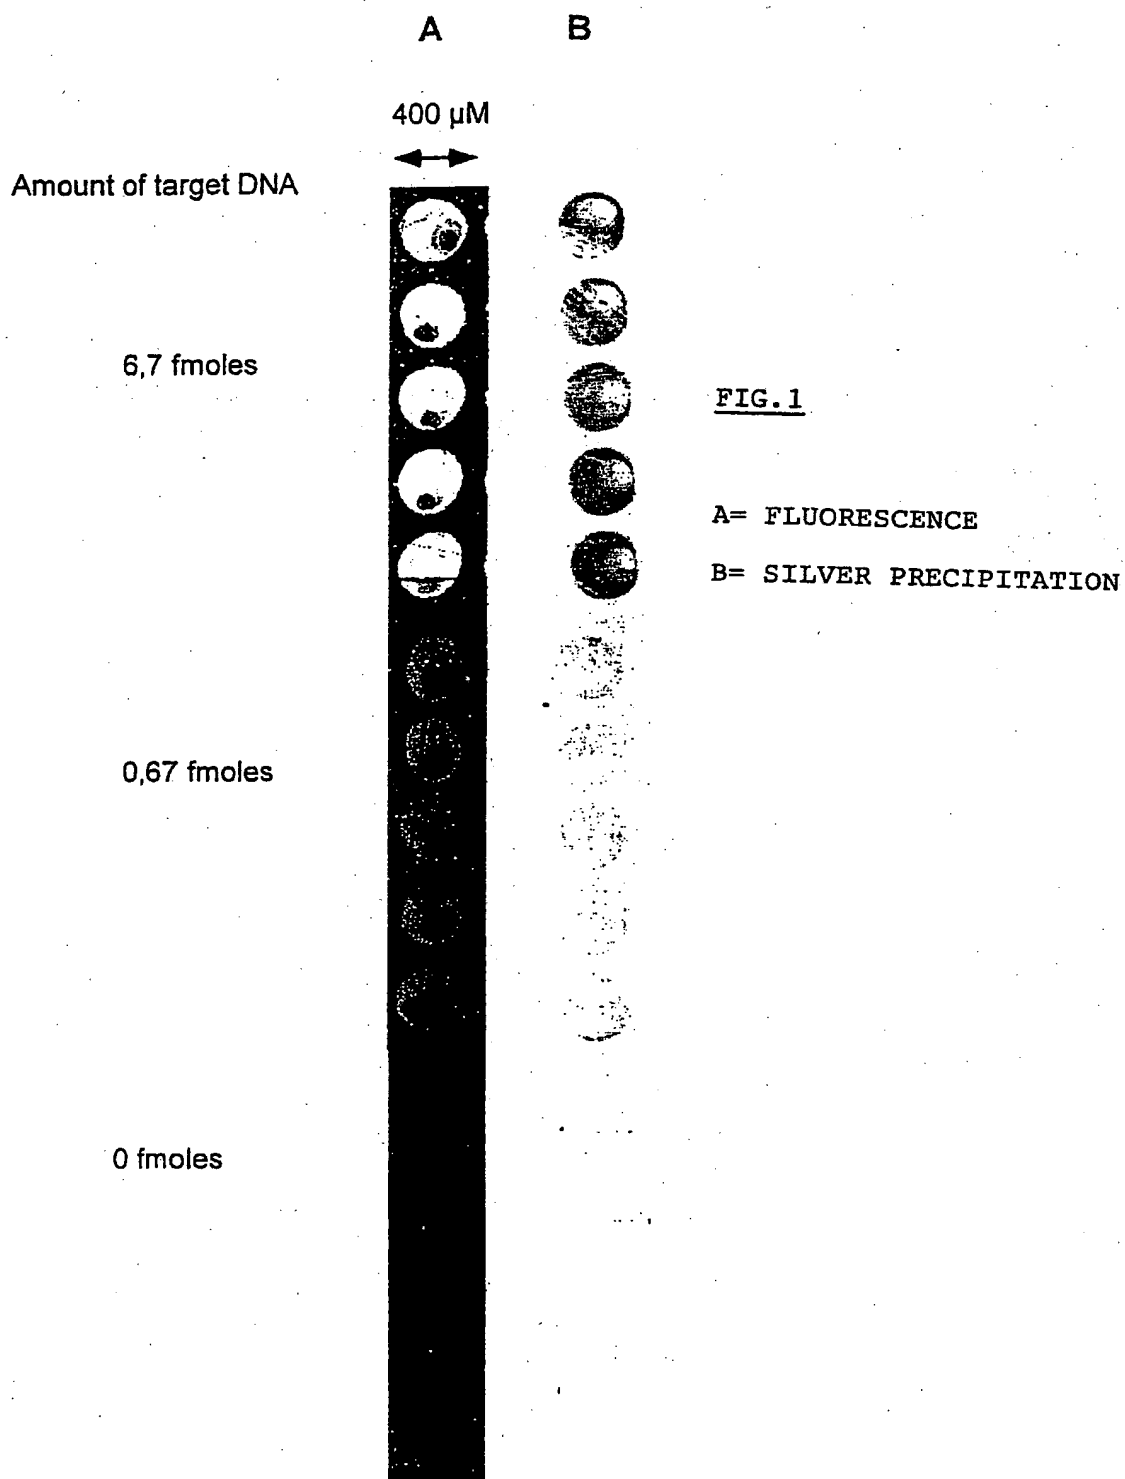 A B
400 µM
Amount of target DNA
6,7 fmoles
FIG.1
A= FLUORESCENCE
B= SILVER PRECIPITATION
0,67 fmoles
0 fmoles